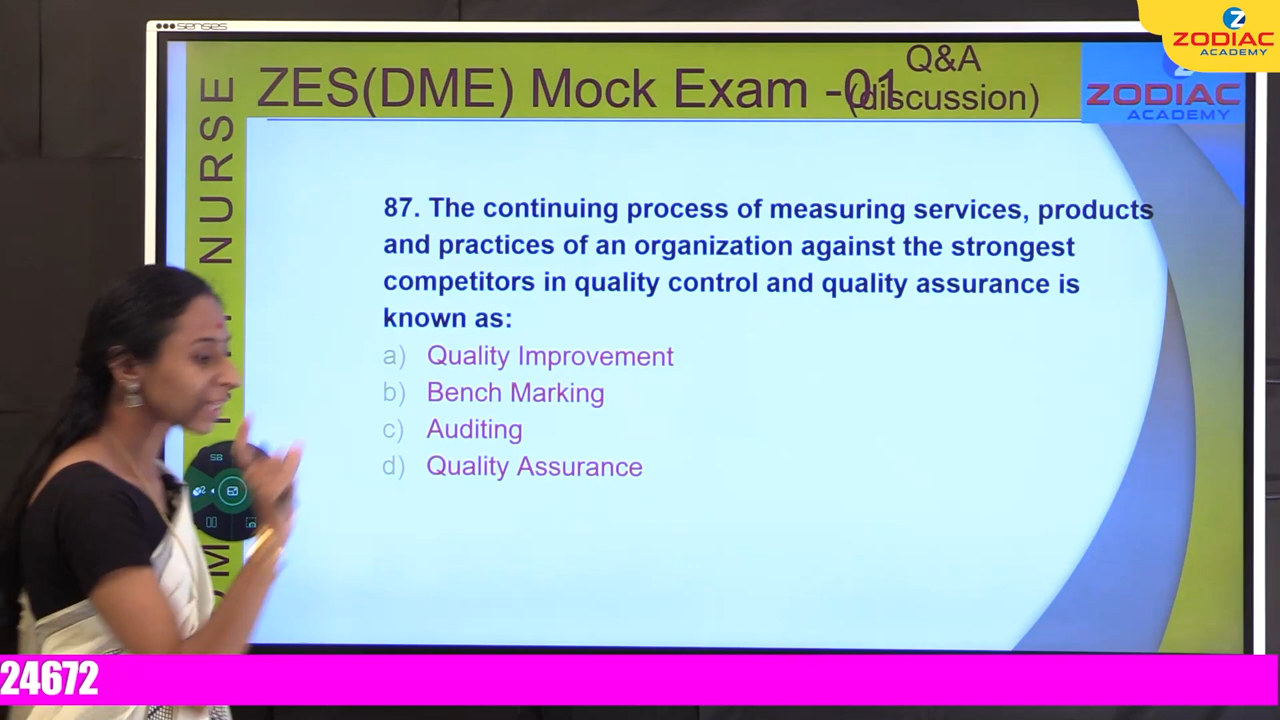 senses
ZODIAC
ACADEMY
ZES(DME) Mock Exam -01
Q&A
(discussion)
ZODIAC
ACADEMY
NURSE
87. The continuing process of measuring services, products
and practices of an organization against the strongest
competitors in quality control and quality assurance is
known as:
a) Quality Improvement
b) Bench Marking
c) Auditing
d) Quality Assurance
SB
24672